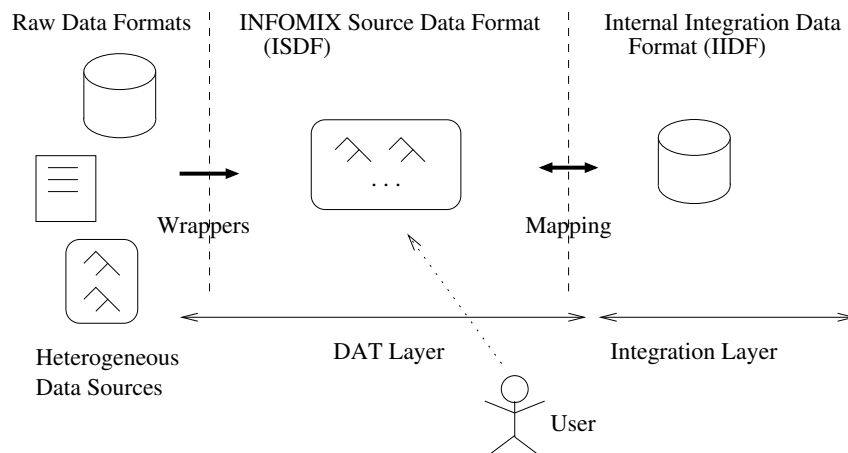 Raw Data Formats
INFOMIX Source Data Format
(ISDF)
Internal Integration Data
Format (IIDF)
. . .
Wrappers
Mapping
Heterogeneous
Data Sources
DAT Layer
Integration Layer
User